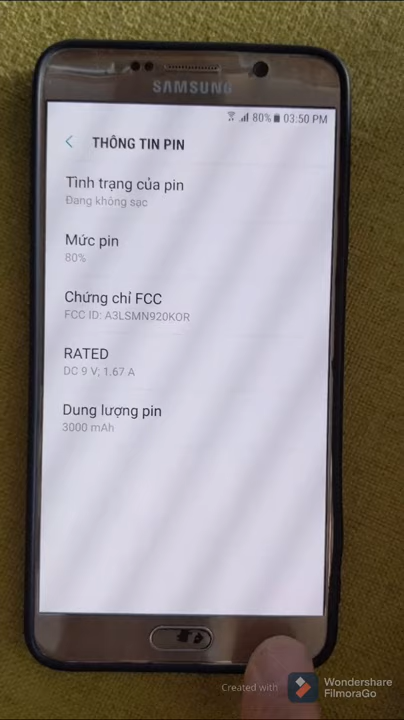 SAMSUNG
80% 03:50 PM
THÔNG TIN PIN
Tình trạng của pin
Đang không sạc
Mức pin
80%
Chứng chỉ FCC
FCC ID: A3LSMN920KOR
RATED
DC 9 V; 1.67 A
Dung lượng pin
3000 mAh
Created with
Wondershare
FilmoraGo